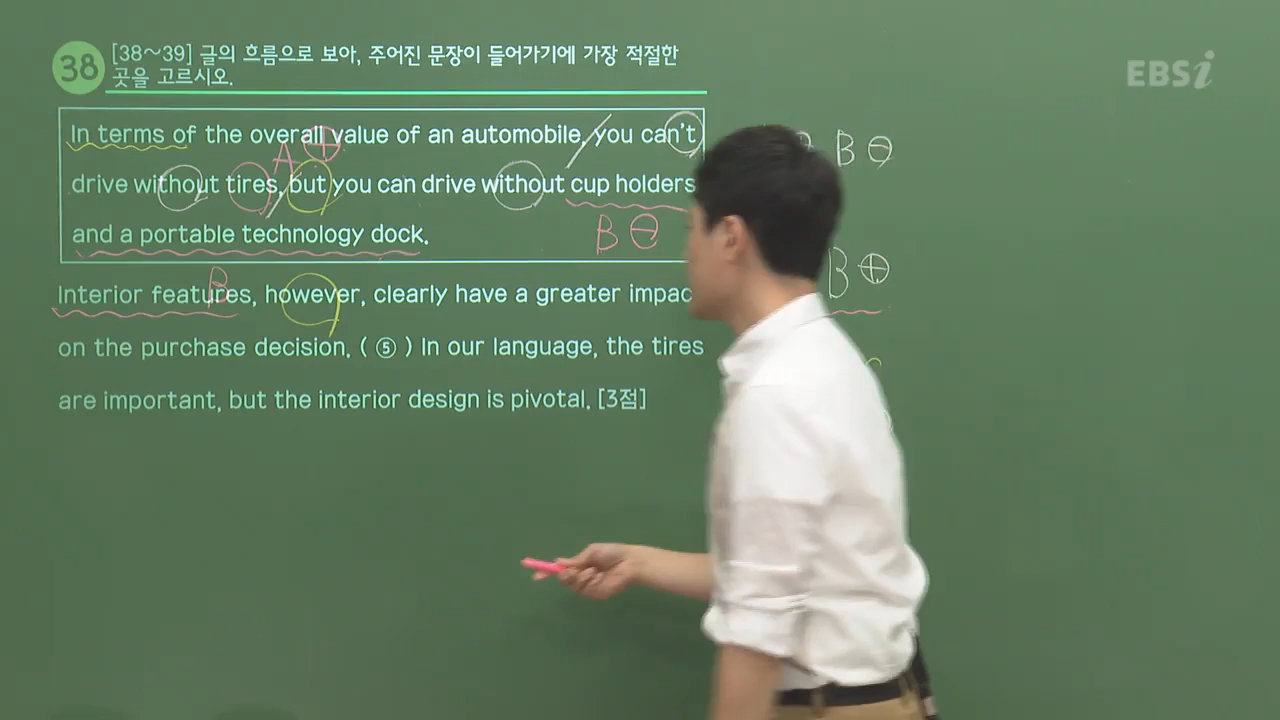 38
[38~39] 글의 흐름으로 보아, 주어진 문장이 들어가기에 가장 적절한
곳을 고르시오.
EBSi
In terms of the overall value of an automobile, you can't
A ⊕
B ⊖
drive without tires, but you can drive without cup holders
and a portable technology dock.
B ⊖
B
B ⊕
Interior features, however, clearly have a greater
on the purchase decision. ( ⑤ ) In our language, the tires
are important, but the interior design is pivotal. [3점]